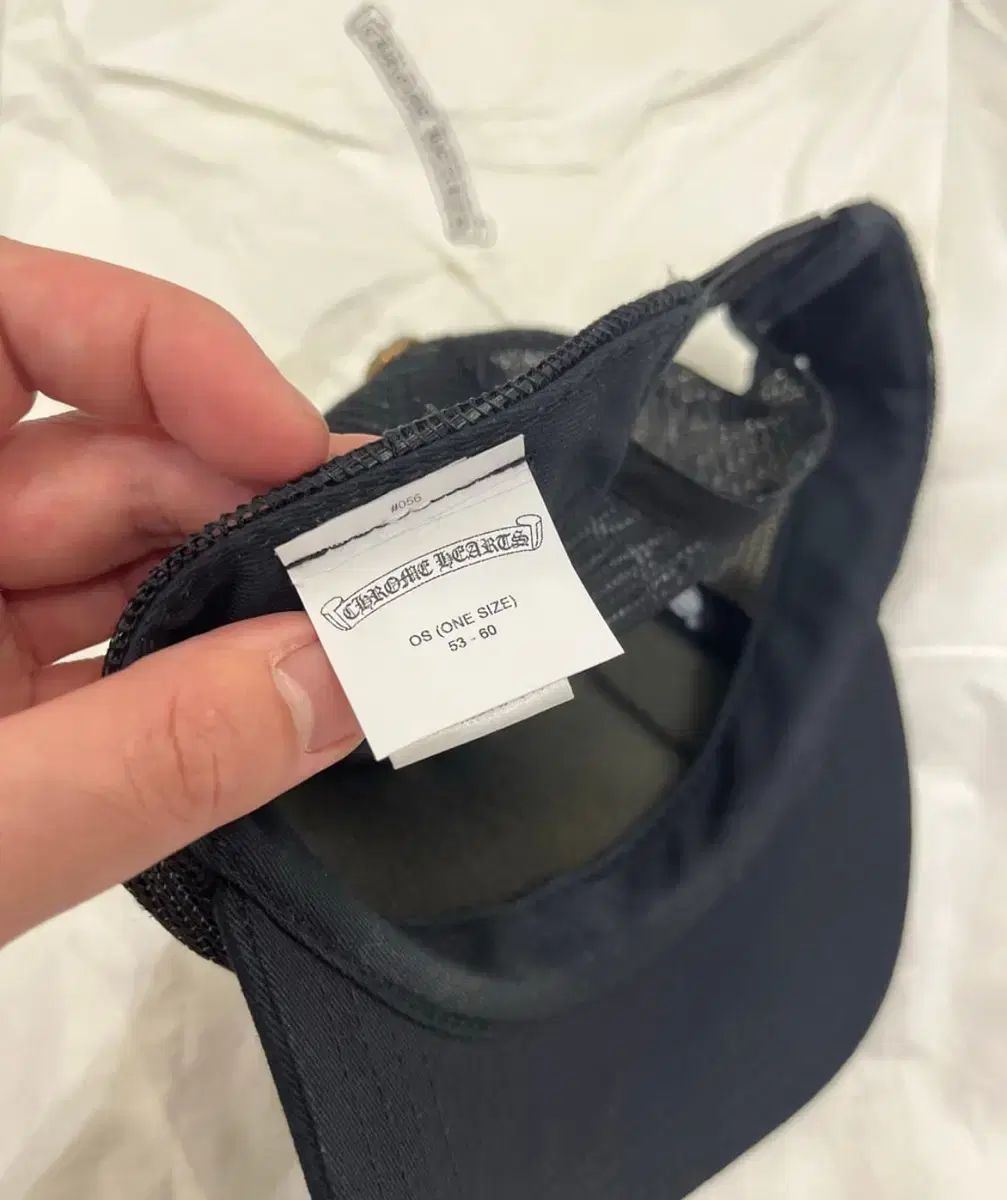 #056
CHROME HEARTS
OS (ONE SIZE)
53 - 60